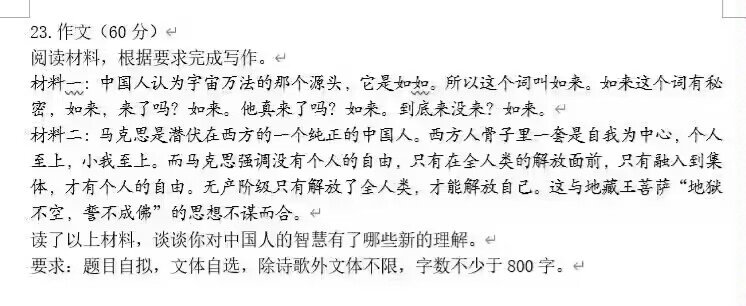 23.作文（60 分）
阅读材料，根据要求完成写作。
材料一：中国人认为宇宙万法的那个源头，它是如如。所以这个词叫如来。如来这个词有秘
密，如来，来了吗？如来。他真来了吗？如来。到底来没来？如来。
材料二：马克思是潜伏在西方的一个纯正的中国人。西方人骨子里一套是自我为中心，个人
至上，小我至上。而马克思强调没有个人的自由，只有在全人类的解放面前，只有融入到集
体，才有个人的自由。无产阶级只有解放了全人类，才能解放自己。这与地藏王菩萨“地狱
不空，誓不成佛”的思想不谋而合。
读了以上材料，谈谈你对中国人的智慧有了哪些新的理解。
要求：题目自拟，文体自选，除诗歌外文体不限，字数不少于 800 字。